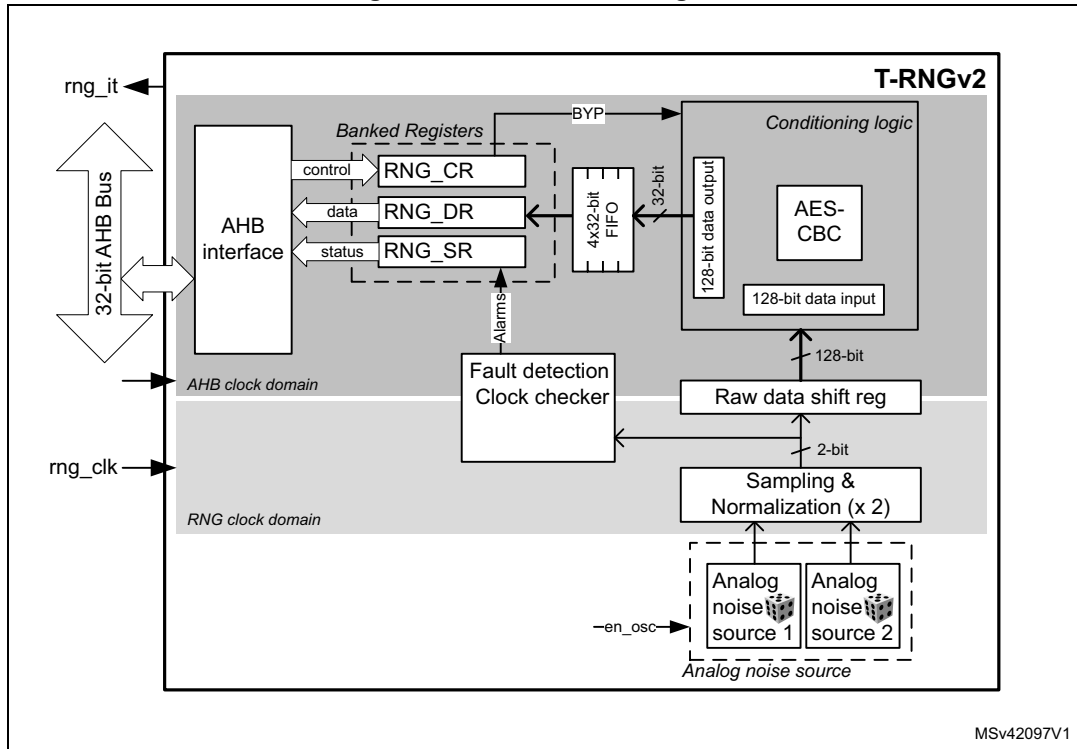 T-RNGv2
rng_it
32-bit AHB Bus
AHB
interface
control
data
status
Banked Registers
RNG_CR
RNG_DR
RNG_SR
BYP
4x32-bit
FIFO
32-bit
Conditioning logic
128-bit data output
AES-
CBC
128-bit data input
Alarms
128-bit
AHB clock domain
Fault detection
Clock checker
Raw data shift reg
rng_clk
2-bit
Sampling &
Normalization (x 2)
RNG clock domain
en_osc
Analog
noise
source 1
Analog
noise
source 2
Analog noise source
MSv42097V1